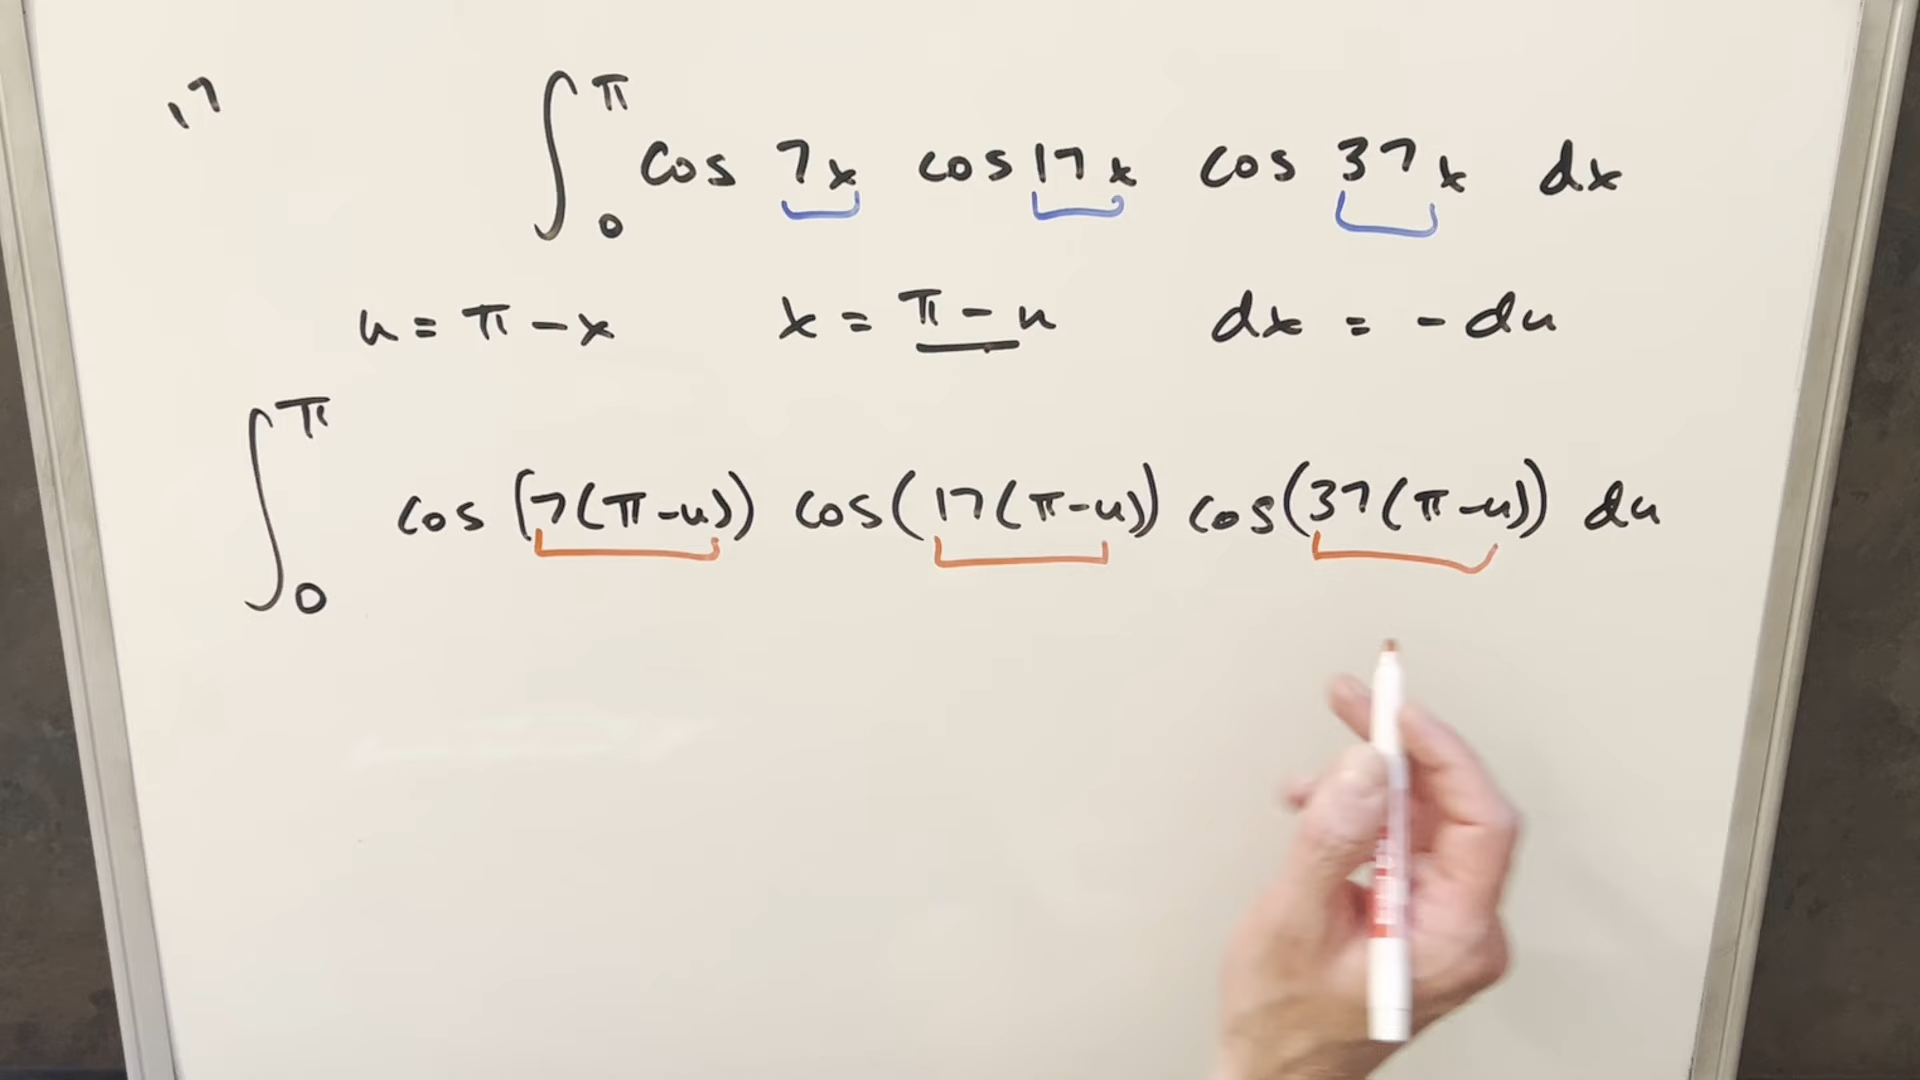 17 ∫₀^π cos 7x cos 17x cos 37x dx
u = π - x x = π - u dx = - du
∫₀^π cos (7(π-u)) cos (17(π-u)) cos (37(π-u)) du